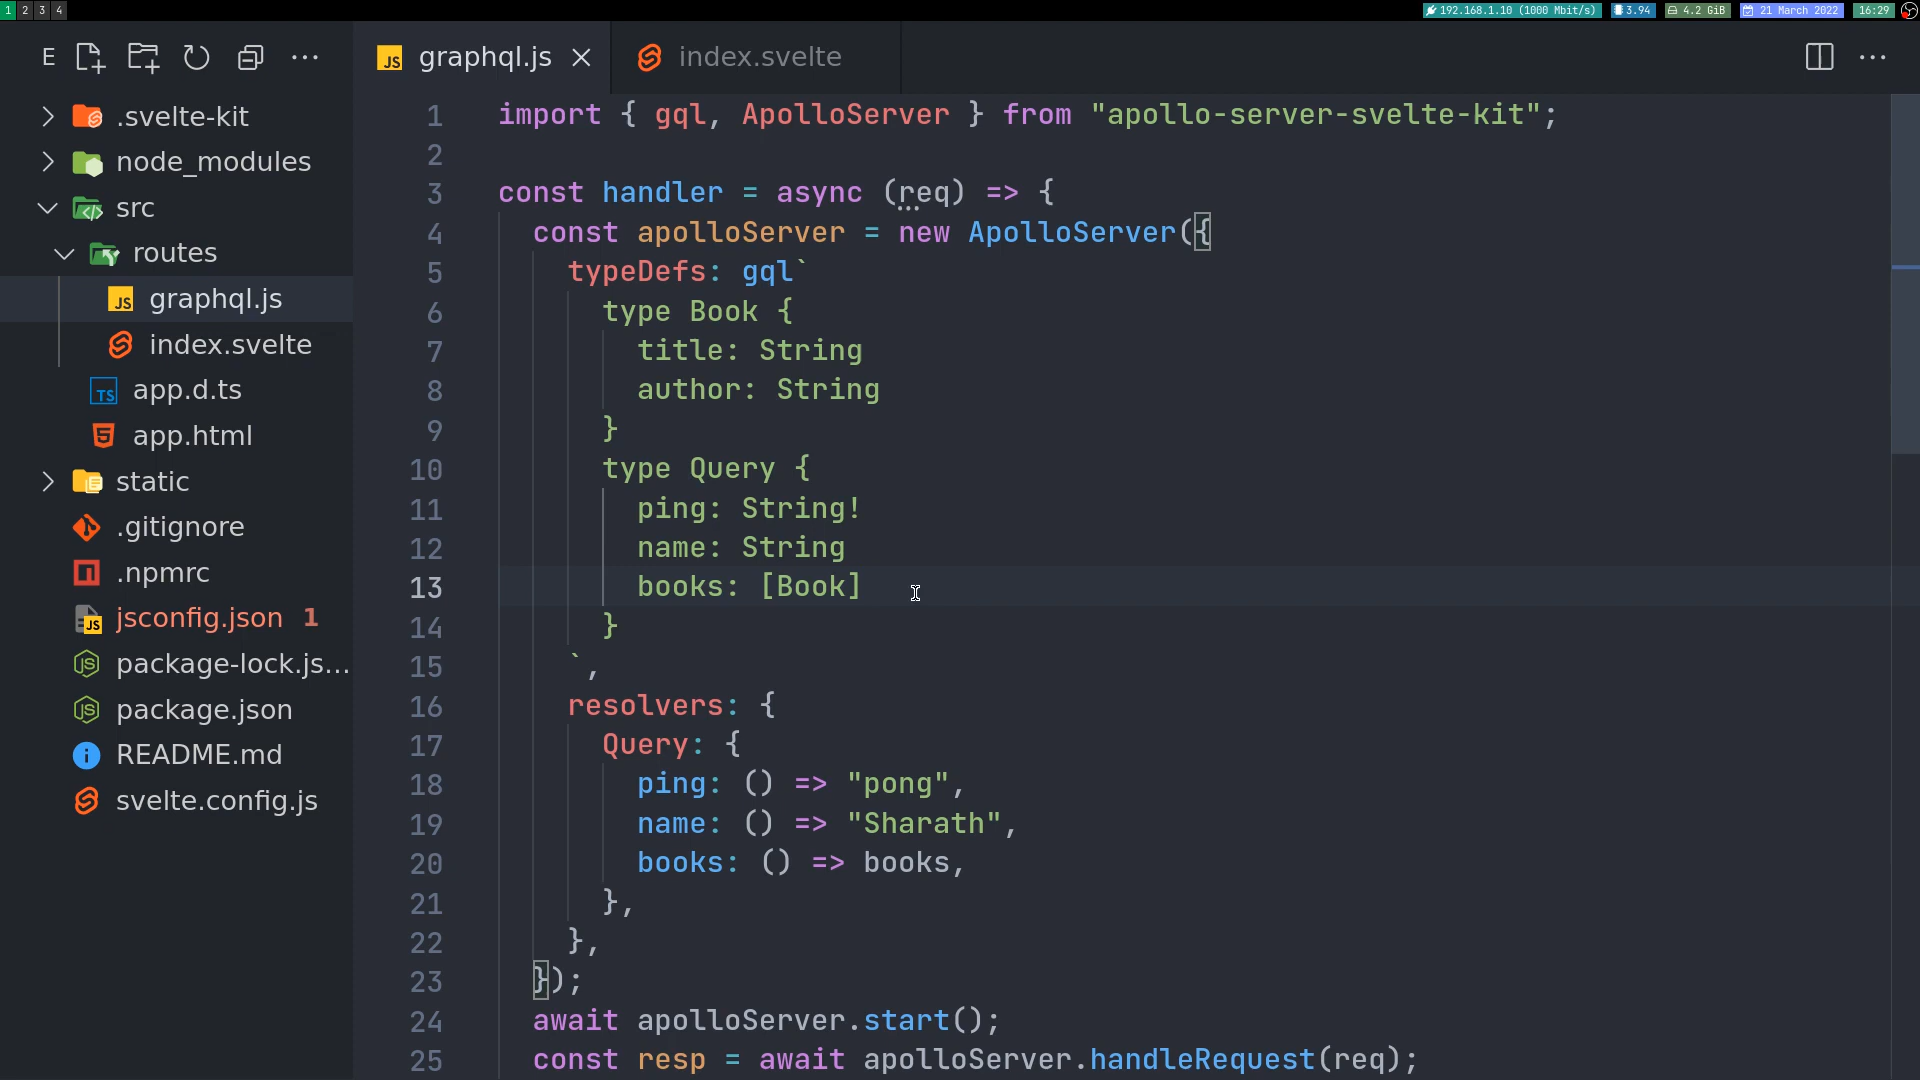 1 2 3 4
192.168.1.10 (1000 Mbit/s) 3.94 4.2 GiB 21 March 2022 16:29
E
graphql.js
index.svelte
.svelte-kit
node_modules
src
routes
graphql.js
index.svelte
app.d.ts
app.html
static
.gitignore
.npmrc
jsconfig.json 1
package-lock.js...
package.json
README.md
svelte.config.js
1 import { gql, ApolloServer } from "apollo-server-svelte-kit";
2
3 const handler = async (req) => {
4 const apolloServer = new ApolloServer({
5 typeDefs: gql`
6 type Book {
7 title: String
8 author: String
9 }
10 type Query {
11 ping: String!
12 name: String
13 books: [Book]
14 }
15 `,
16 resolvers: {
17 Query: {
18 ping: () => "pong",
19 name: () => "Sharath",
20 books: () => books,
21 },
22 },
23 });
24 await apolloServer.start();
25 const resp = await apolloServer.handleRequest(req);